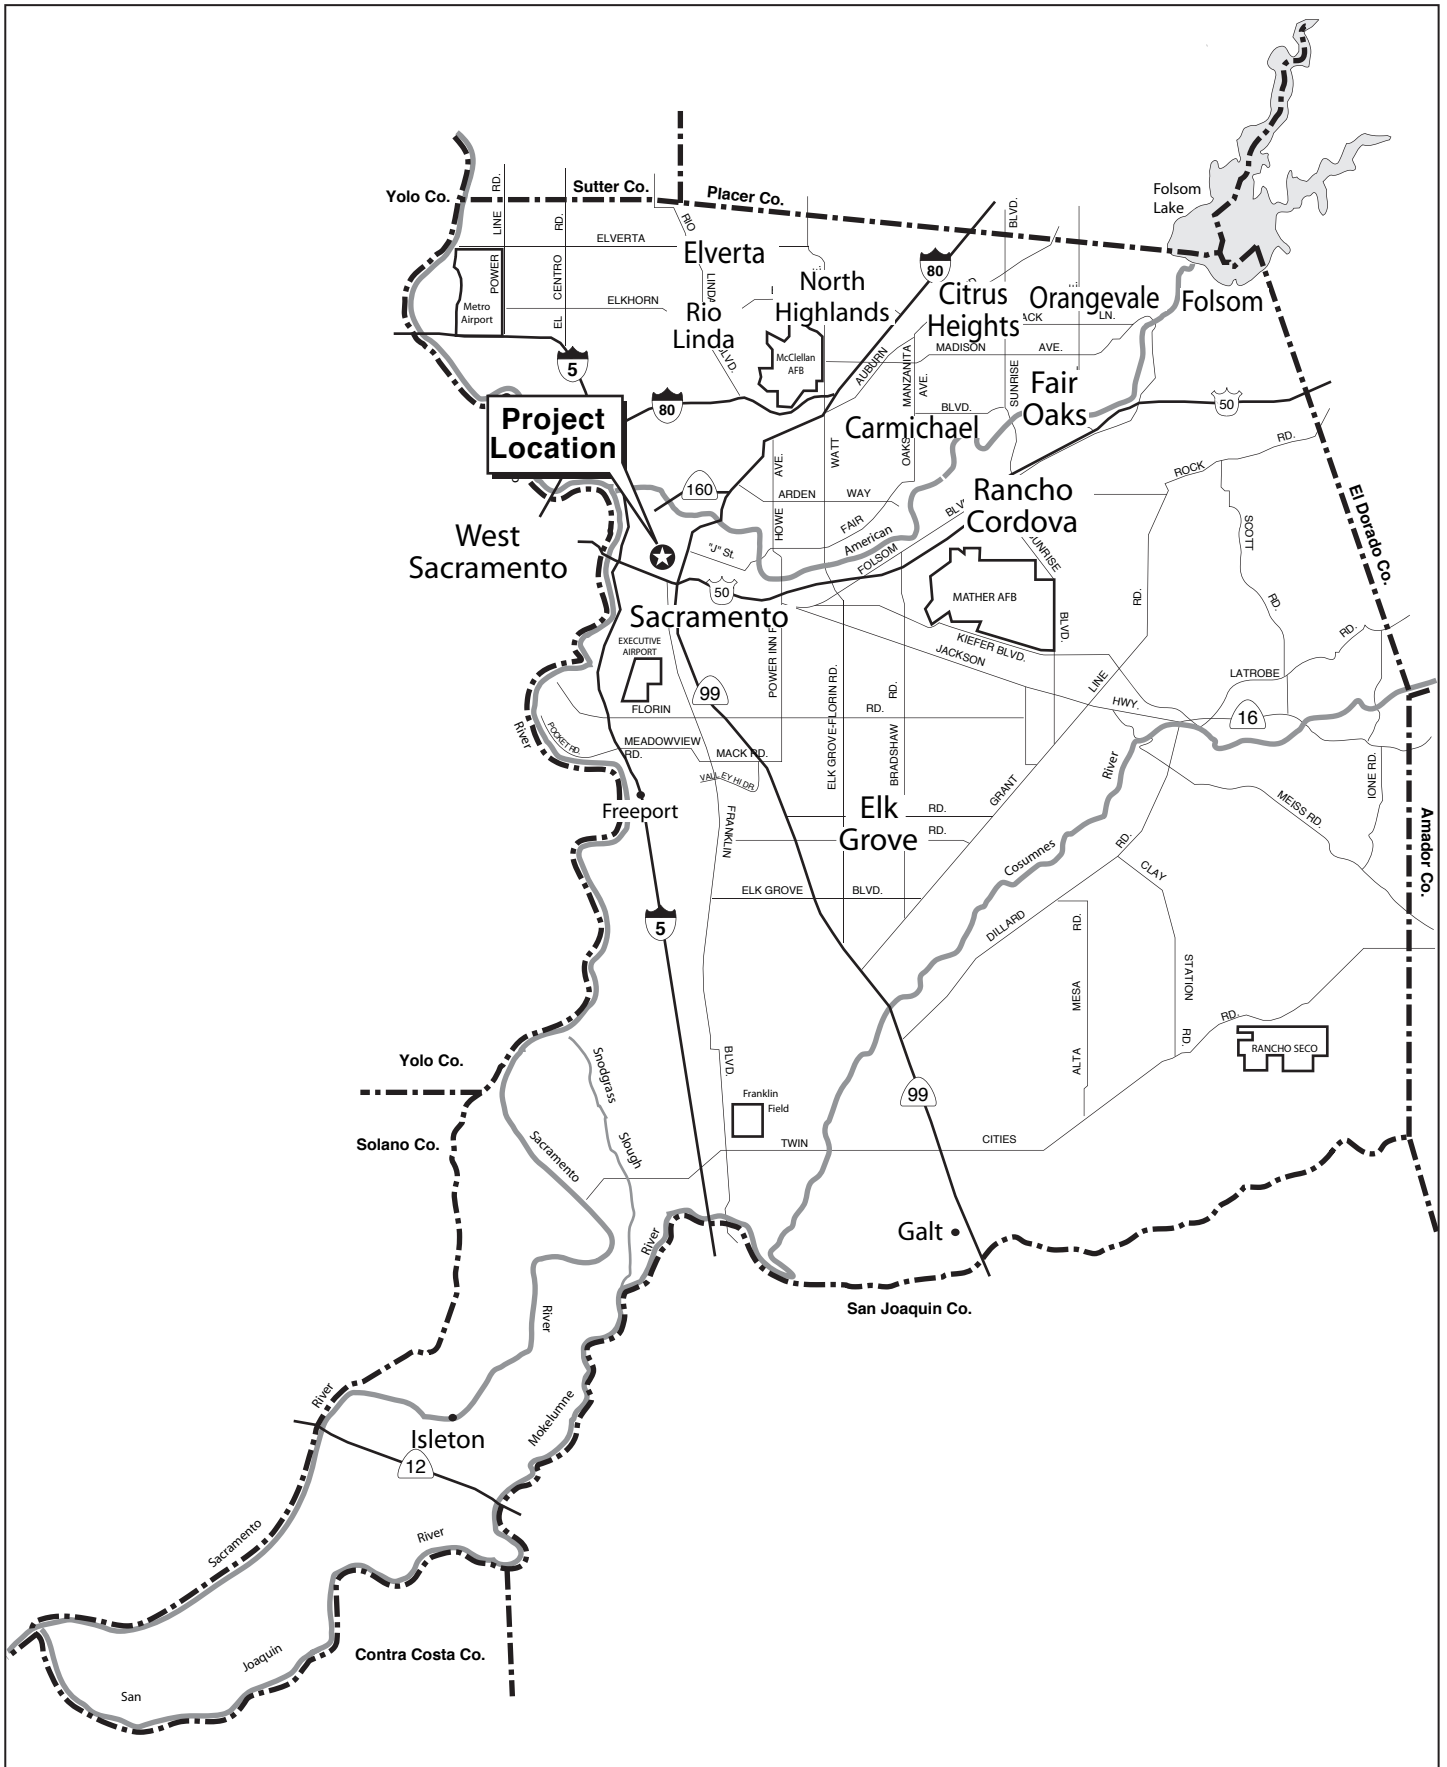 Folsom
Lake
Yolo Co.
Sutter Co.
Placer Co.
LINE
RD.
RD.
RIO
BLVD.
ELVERTA
Elverta
POWER
CENTRO
EL
LINDA
80
North
Highlands
Citrus
Heights
Orangevale
Folsom
Metro
Airport
ELKHORN
Rio
Linda
LN.
MADISON
AVE.
5
McClellan
AFB
AUBURN
MANZANITA
AVE.
SUNRISE
Fair
Oaks
80
50
Project
Location
BLVD.
Carmichael
OAKS
WATT
AVE.
HOWE
RD.
ROCK
160
ARDEN
WAY
Rancho
Cordova
El Dorado Co.
SCOTT
RD.
West
Sacramento
"J" St.
FAIR
American
FOLSOM
50
MATHER AFB
RD.
BLVD.
Sacramento
EXECUTIVE
AIRPORT
KIEFER BLVD.
JACKSON
POWER INN
RD.
LATROBE
LINE
HWY.
16
99
FLORIN
RD.
ELK GROVE-FLORIN RD.
RD.
BRADSHAW
River
POCKET RD.
MEADOWVIEW
RD.
MACK RD.
VALLEY HI DR
River
IONE RD.
MEISS RD.
GRANT
Freeport
FRANKLIN
Elk
Grove
RD.
RD.
Amador Co.
Cosumnes
RD.
CLAY
ELK GROVE
BLVD.
DILLARD
RD.
5
MESA
STATION
RD.
RD.
RANCHO SECO
ALTA
Yolo Co.
Snodgrass
BLVD.
Franklin
Field
99
Solano Co.
Sacramento
Slough
TWIN
CITIES
River
Galt
San Joaquin Co.
River
River
Mokelumne
Isleton
12
Sacramento
River
Contra Costa Co.
Joaquin
San